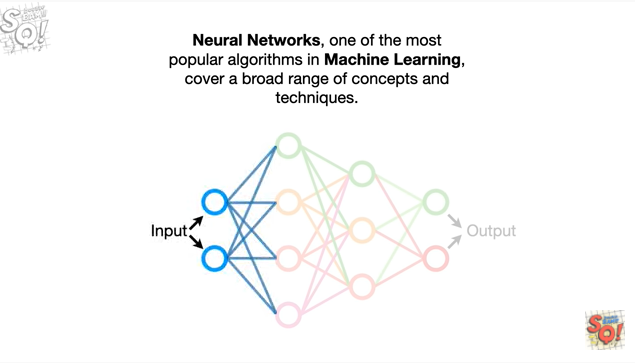 Neural Networks, one of the most
popular algorithms in Machine Learning,
cover a broad range of concepts and
techniques.
Input
Output